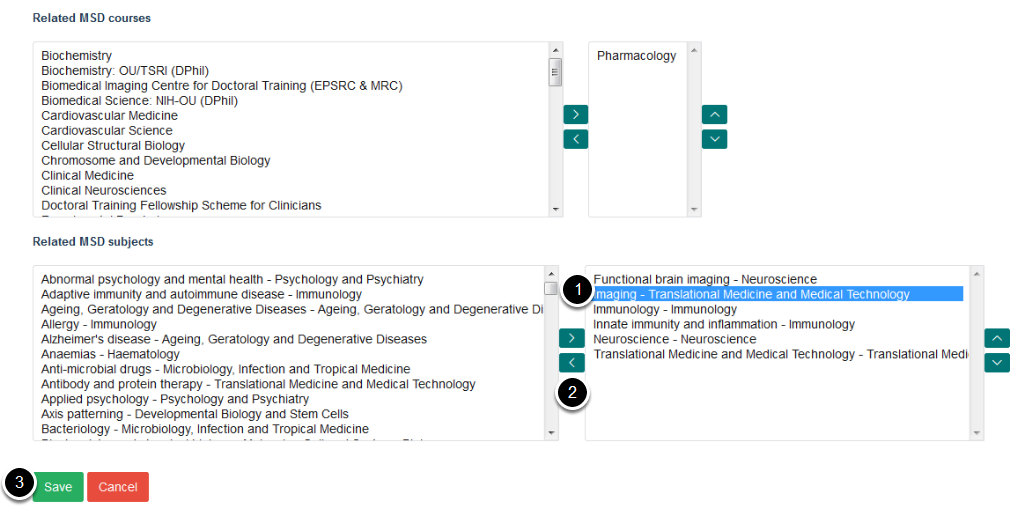 Related MSD courses
Biochemistry
Biochemistry: OU/TSRI (DPhil)
Biomedical Imaging Centre for Doctoral Training (EPSRC & MRC)
Biomedical Science: NIH-OU (DPhil)
Cardiovascular Medicine
Cardiovascular Science
Cellular Structural Biology
Chromosome and Developmental Biology
Clinical Medicine
Clinical Neurosciences
Doctoral Training Fellowship Scheme for Clinicians
Pharmacology
Related MSD subjects
Abnormal psychology and mental health - Psychology and Psychiatry
Adaptive immunity and autoimmune disease - Immunology
Ageing, Geratology and Degenerative Diseases - Ageing, Geratology and Degenerative Di
Allergy - Immunology
Alzheimer's disease - Ageing, Geratology and Degenerative Diseases
Anaemias - Haematology
Anti-microbial drugs - Microbiology, Infection and Tropical Medicine
Antibody and protein therapy - Translational Medicine and Medical Technology
Applied psychology - Psychology and Psychiatry
Axis patterning - Developmental Biology and Stem Cells
Bacteriology - Microbiology, Infection and Tropical Medicine
1
Functional brain imaging - Neuroscience
Imaging - Translational Medicine and Medical Technology
Immunology - Immunology
Innate immunity and inflammation - Immunology
Neuroscience - Neuroscience
Translational Medicine and Medical Technology - Translational Medi
2
3
Save
Cancel